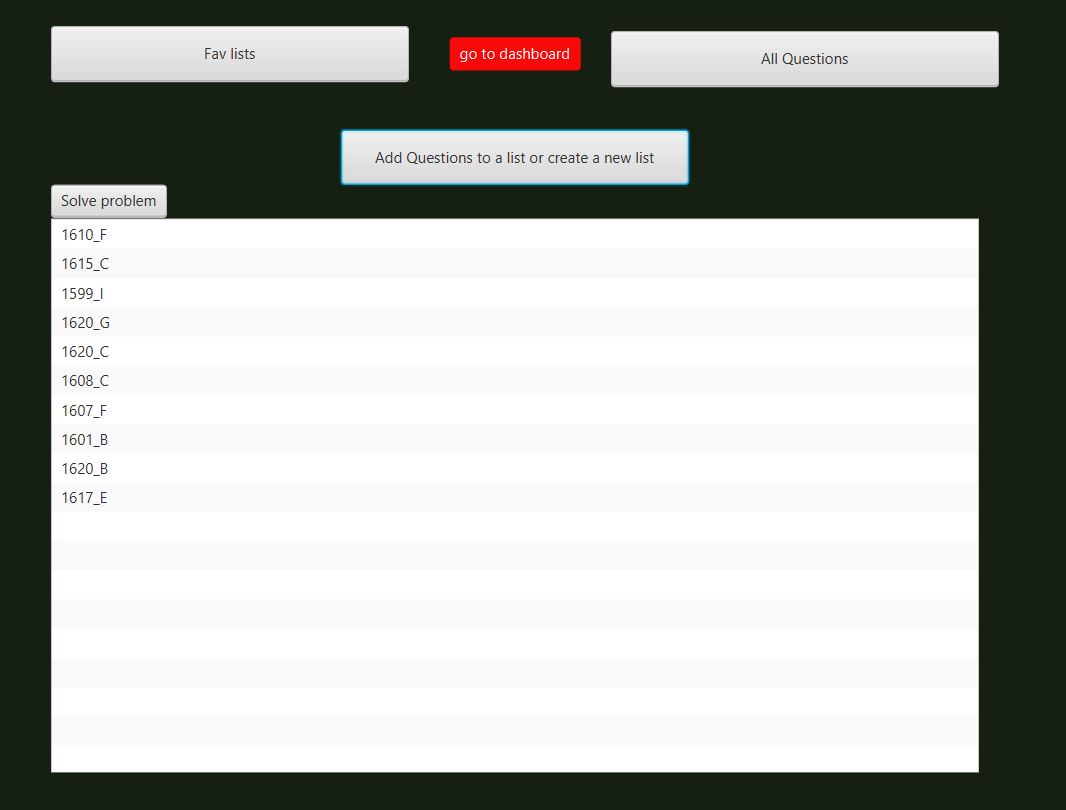 Fav lists
go to dashboard
All Questions
Add Questions to a list or create a new list
Solve problem
1610_F
1615_C
1599_I
1620_G
1620_C
1608_C
1607_F
1601_B
1620_B
1617_E